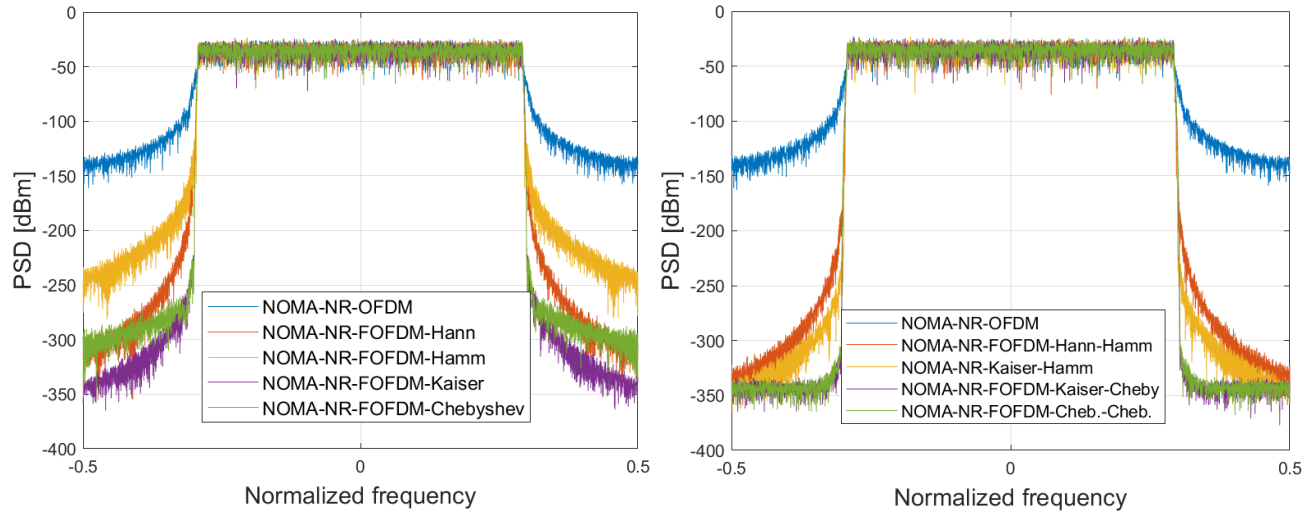 0
-50
-100
-150
-200
-250
-300
-350
-400
PSD [dBm]
NOMA-NR-OFDM
NOMA-NR-FOFDM-Hann
NOMA-NR-FOFDM-Hamm
NOMA-NR-FOFDM-Kaiser
NOMA-NR-FOFDM-Chebyshev
-0.5
0
0.5
Normalized frequency
0
-50
-100
-150
-200
-250
-300
-350
-400
PSD [dBm]
NOMA-NR-OFDM
NOMA-NR-FOFDM-Hann-Hamm
NOMA-NR-Kaiser-Hamm
NOMA-NR-FOFDM-Kaiser-Cheby
NOMA-NR-FOFDM-Cheb.-Cheb.
-0.5
0
0.5
Normalized frequency